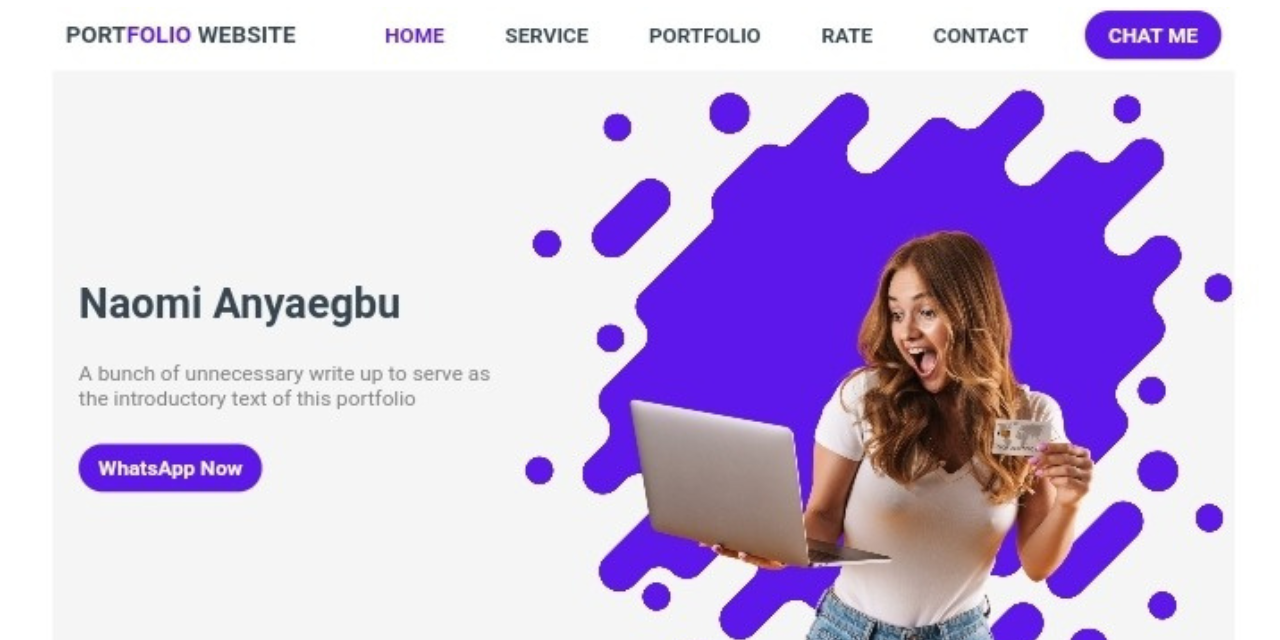 PORTFOLIO WEBSITE
HOME
SERVICE
PORTFOLIO
RATE
CONTACT
CHAT ME
Naomi Anyaegbu
A bunch of unnecessary write up to serve as
the introductory text of this portfolio
WhatsApp Now